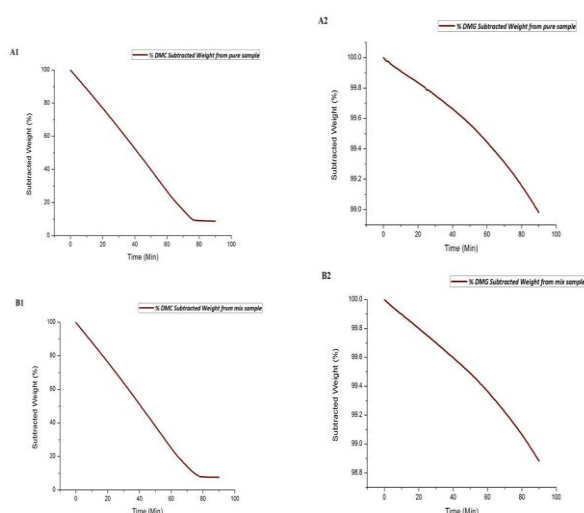 A1
% DMC Subtracted Weight from pure sample
100
80
60
40
20
0
Subtracted Weight (%)
0 20 40 60 80 100
Time (Min)
A2
% DMG Subtracted Weight from pure sample
100.0
99.8
99.6
99.4
99.2
99.0
Subtracted Weight (%)
0 20 40 60 80 100
Time (Min)
B1
% DMC Subtracted Weight from mix sample
100
80
60
40
20
0
Subtracted Weight (%)
0 20 40 60 80 100
Time (Min)
B2
% DMG Subtracted Weight from mix sample
100.0
99.8
99.6
99.4
99.2
99.0
98.8
Subtracted Weight (%)
0 20 40 60 80 100
Time (Min)